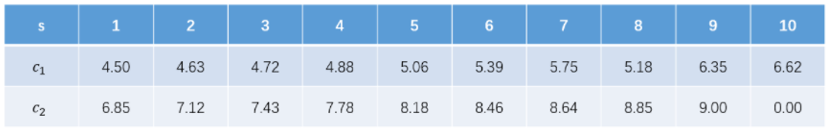 s 1 2 3 4 5 6 7 8 9 10
c₁ 4.50 4.63 4.72 4.88 5.06 5.39 5.75 5.18 6.35 6.62
c₂ 6.85 7.12 7.43 7.78 8.18 8.46 8.64 8.85 9.00 0.00